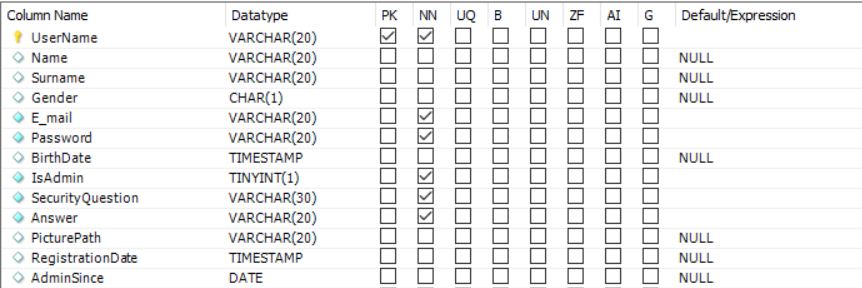 Column Name Datatype PK NN UQ B UN ZF AI G Default/Expression
UserName VARCHAR(20)
Name VARCHAR(20) NULL
Surname VARCHAR(20) NULL
Gender CHAR(1) NULL
E_mail VARCHAR(20)
Password VARCHAR(20)
BirthDate TIMESTAMP NULL
IsAdmin TINYINT(1)
SecurityQuestion VARCHAR(30)
Answer VARCHAR(20)
PicturePath VARCHAR(20) NULL
RegistrationDate TIMESTAMP NULL
AdminSince DATE NULL